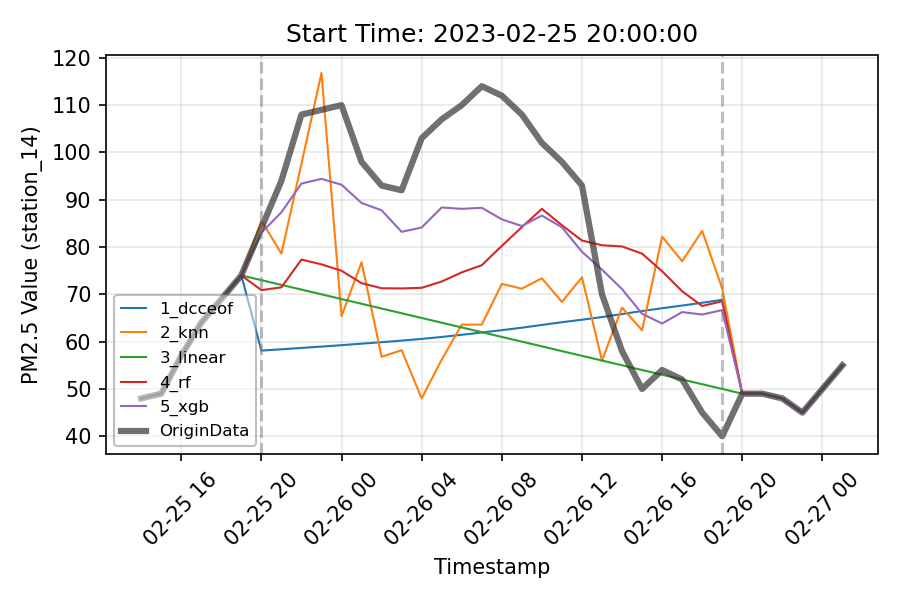 Start Time: 2023-02-25 20:00:00
PM2.5 Value (station_14)
120
110
100
90
80
70
60
50
40
1_dcceof
2_knn
3_linear
4_rf
5_xgb
OriginData
02-25 16
02-25 20
02-26 00
02-26 04
02-26 08
02-26 12
02-26 16
02-26 20
02-27 00
Timestamp